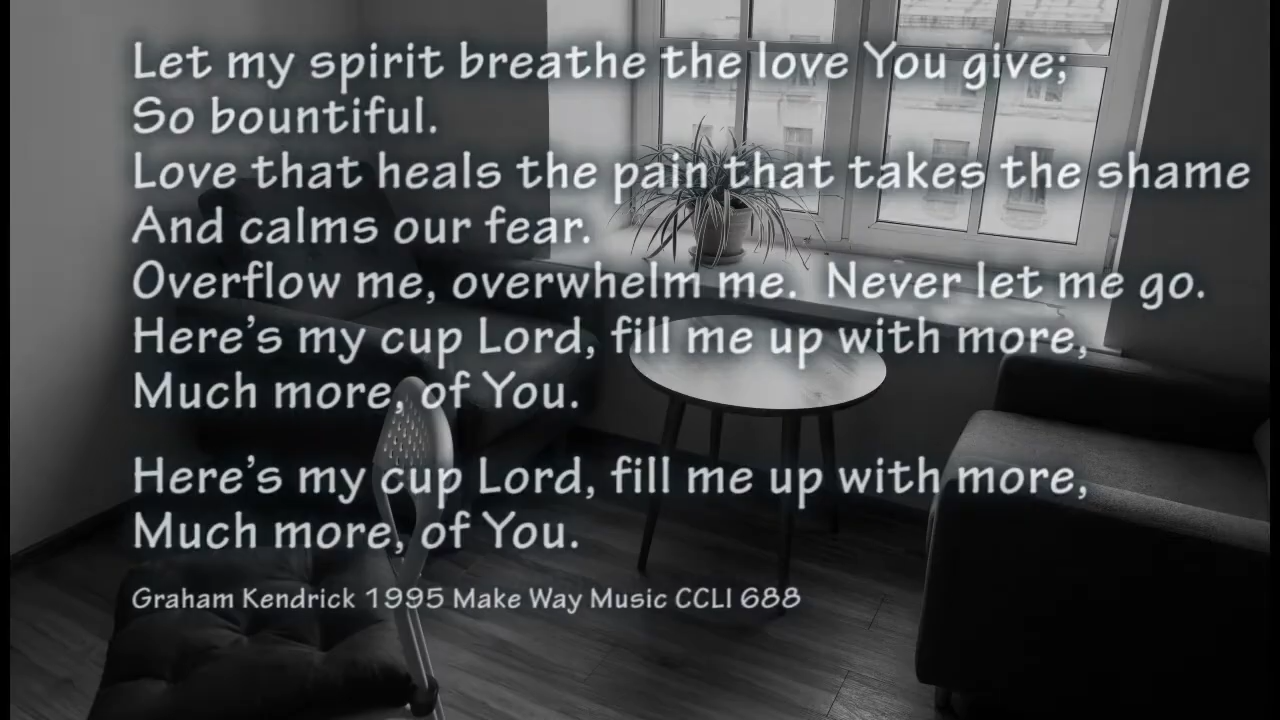 Let my spirit breathe the love You give;
So bountiful.
Love that heals the pain that takes the shame
And calms our fear.
Overflow me, overwhelm me.  Never let me go.
Here's my cup Lord, fill me up with more,
Much more, of You.
Here's my cup Lord, fill me up with more,
Much more, of You.
Graham Kendrick 1995 Make Way Music CCLI 688